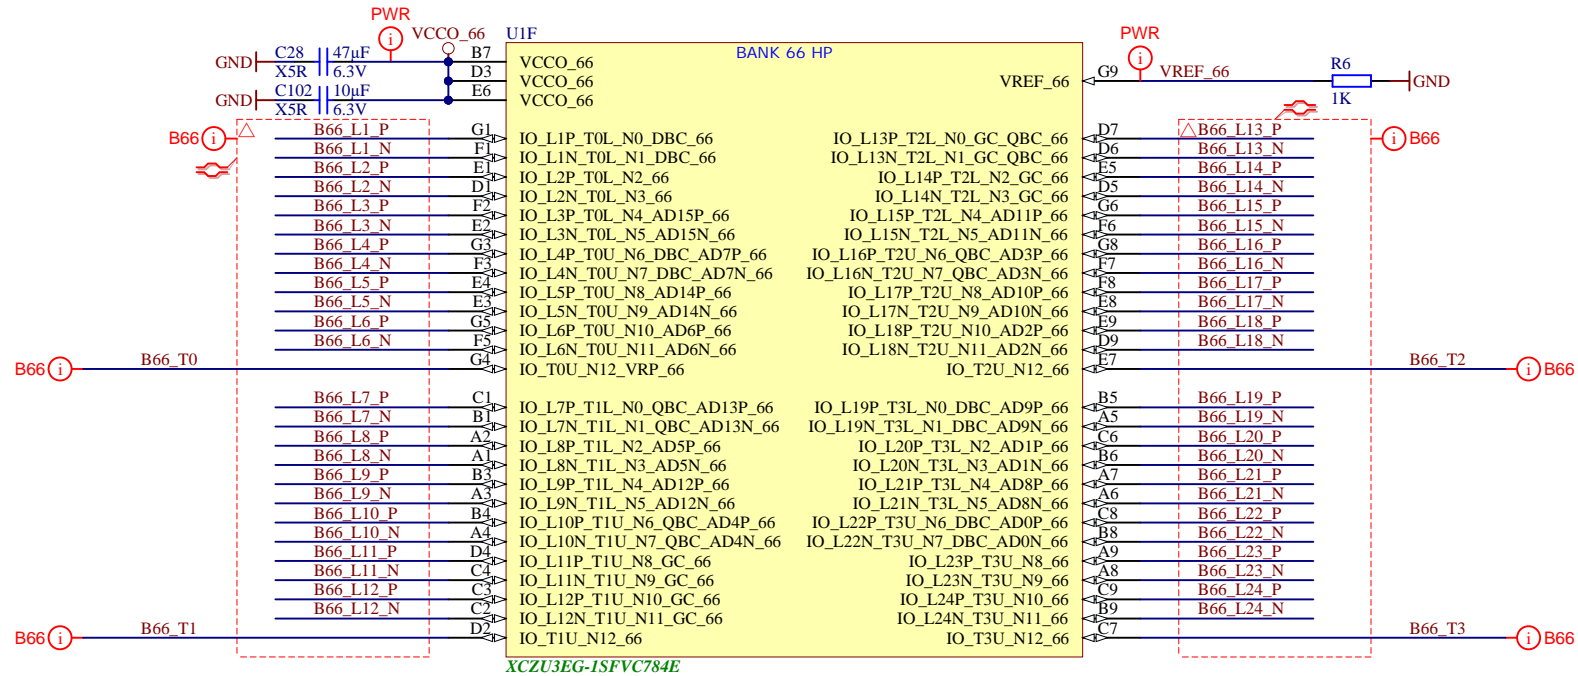 PWR
VCCO_66
U1F
PWR
GND C28 47µF B7 VCCO_66 BANK 66 HP
X5R 6.3V D3 VCCO_66 VREF_66 G9 VREF_66 R6 GND
GND C102 10µF E6 VCCO_66 1K
X5R 6.3V
B66 B66_L1_P G1 IO_L1P_T0L_N0_DBC_66 IO_L13P_T2L_N0_GC_QBC_66 D7 B66_L13_P B66
B66_L1_N F1 IO_L1N_T0L_N1_DBC_66 IO_L13N_T2L_N1_GC_QBC_66 D6 B66_L13_N
B66_L2_P E1 IO_L2P_T0L_N2_66 IO_L14P_T2L_N2_GC_66 E5 B66_L14_P
B66_L2_N D1 IO_L2N_T0L_N3_66 IO_L14N_T2L_N3_GC_66 D5 B66_L14_N
B66_L3_P F2 IO_L3P_T0L_N4_AD15P_66 IO_L15P_T2L_N4_AD11P_66 G6 B66_L15_P
B66_L3_N E2 IO_L3N_T0L_N5_AD15N_66 IO_L15N_T2L_N5_AD11N_66 F6 B66_L15_N
B66_L4_P G3 IO_L4P_T0U_N6_DBC_AD7P_66 IO_L16P_T2U_N6_QBC_AD3P_66 G8 B66_L16_P
B66_L4_N F3 IO_L4N_T0U_N7_DBC_AD7N_66 IO_L16N_T2U_N7_QBC_AD3N_66 F7 B66_L16_N
B66_L5_P E4 IO_L5P_T0U_N8_AD14P_66 IO_L17P_T2U_N8_AD10P_66 F8 B66_L17_P
B66_L5_N E3 IO_L5N_T0U_N9_AD14N_66 IO_L17N_T2U_N9_AD10N_66 E8 B66_L17_N
B66_L6_P G5 IO_L6P_T0U_N10_AD6P_66 IO_L18P_T2U_N10_AD2P_66 E9 B66_L18_P
B66_L6_N F5 IO_L6N_T0U_N11_AD6N_66 IO_L18N_T2U_N11_AD2N_66 D9 B66_L18_N
B66 B66_T0 G4 IO_T0U_N12_VRP_66 IO_T2U_N12_66 E7 B66_T2 B66
B66_L7_P C1 IO_L7P_T1L_N0_QBC_AD13P_66 IO_L19P_T3L_N0_DBC_AD9P_66 B5 B66_L19_P
B66_L7_N B1 IO_L7N_T1L_N1_QBC_AD13N_66 IO_L19N_T3L_N1_DBC_AD9N_66 A5 B66_L19_N
B66_L8_P A2 IO_L8P_T1L_N2_AD5P_66 IO_L20P_T3L_N2_AD1P_66 C6 B66_L20_P
B66_L8_N A1 IO_L8N_T1L_N3_AD5N_66 IO_L20N_T3L_N3_AD1N_66 B6 B66_L20_N
B66_L9_P B3 IO_L9P_T1L_N4_AD12P_66 IO_L21P_T3L_N4_AD8P_66 A7 B66_L21_P
B66_L9_N A3 IO_L9N_T1L_N5_AD12N_66 IO_L21N_T3L_N5_AD8N_66 A6 B66_L21_N
B66_L10_P B4 IO_L10P_T1U_N6_QBC_AD4P_66 IO_L22P_T3U_N6_DBC_AD0P_66 C8 B66_L22_P
B66_L10_N A4 IO_L10N_T1U_N7_QBC_AD4N_66 IO_L22N_T3U_N7_DBC_AD0N_66 B8 B66_L22_N
B66_L11_P D4 IO_L11P_T1U_N8_GC_66 IO_L23P_T3U_N8_66 A9 B66_L23_P
B66_L11_N C4 IO_L11N_T1U_N9_GC_66 IO_L23N_T3U_N9_66 A8 B66_L23_N
B66_L12_P C3 IO_L12P_T1U_N10_GC_66 IO_L24P_T3U_N10_66 C9 B66_L24_P
B66_L12_N C2 IO_L12N_T1U_N11_GC_66 IO_L24N_T3U_N11_66 B9 B66_L24_N
B66 B66_T1 D2 IO_T1U_N12_66 IO_T3U_N12_66 C7 B66_T3 B66
XCZU3EG-1SFVC784E